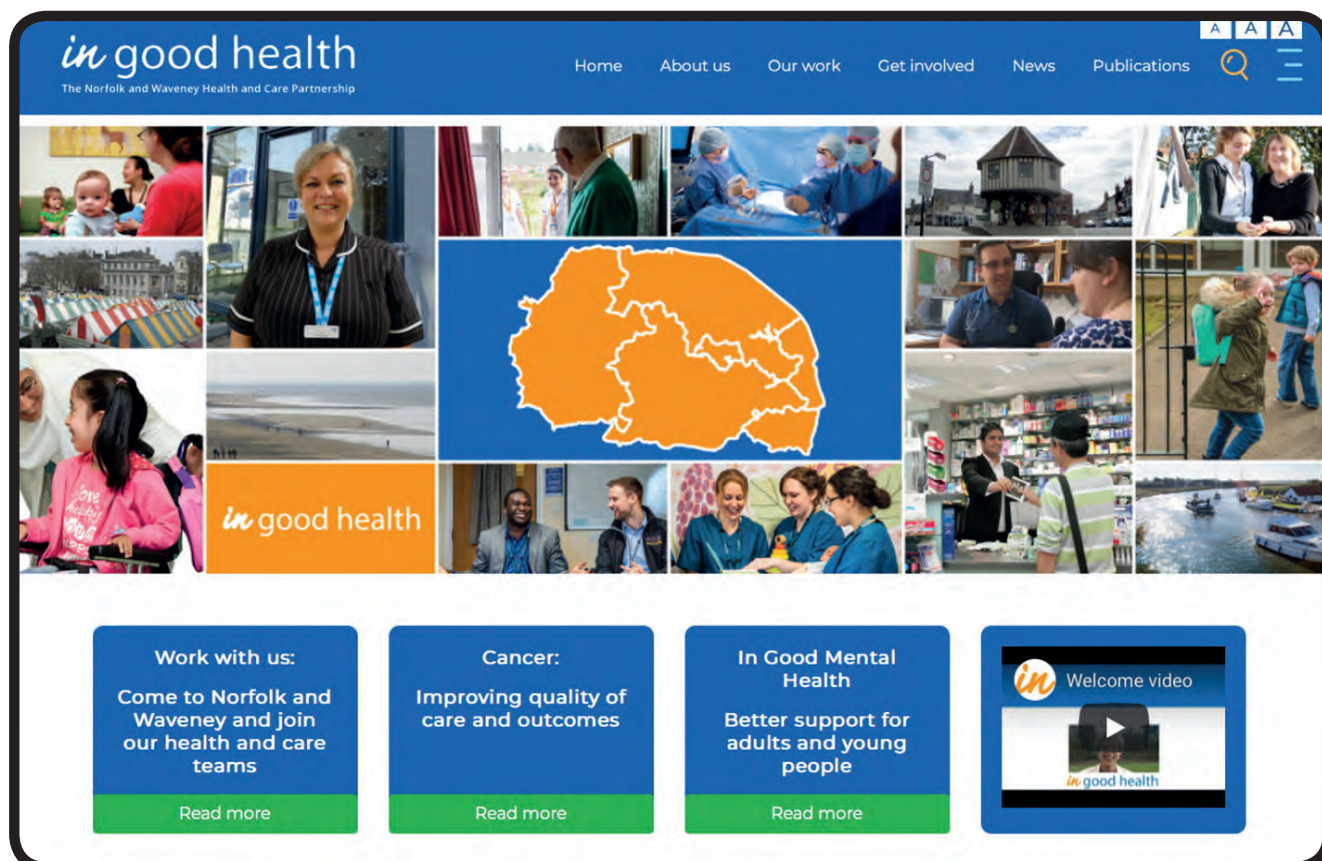 A A A
in good health
The Norfolk and Waveney Health and Care Partnership
Home About us Our work Get involved News Publications
in good health
Work with us:
Come to Norfolk and
Waveney and join
our health and care
teams
Read more
Cancer:
Improving quality of
care and outcomes
Read more
In Good Mental
Health
Better support for
adults and young
people
Read more
in Welcome video
in good health